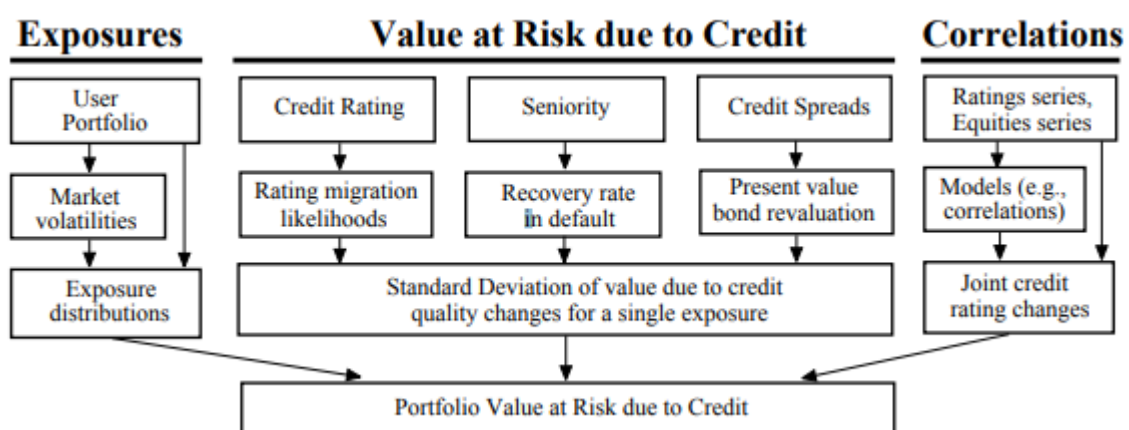 Exposures
Value at Risk due to Credit
Correlations
User
Portfolio
Credit Rating
Seniority
Credit Spreads
Ratings series,
Equities series
Market
volatilities
Rating migration
likelihoods
Recovery rate
in default
Present value
bond revaluation
Models (e.g.,
correlations)
Exposure
distributions
Standard Deviation of value due to credit
quality changes for a single exposure
Joint credit
rating changes
Portfolio Value at Risk due to Credit